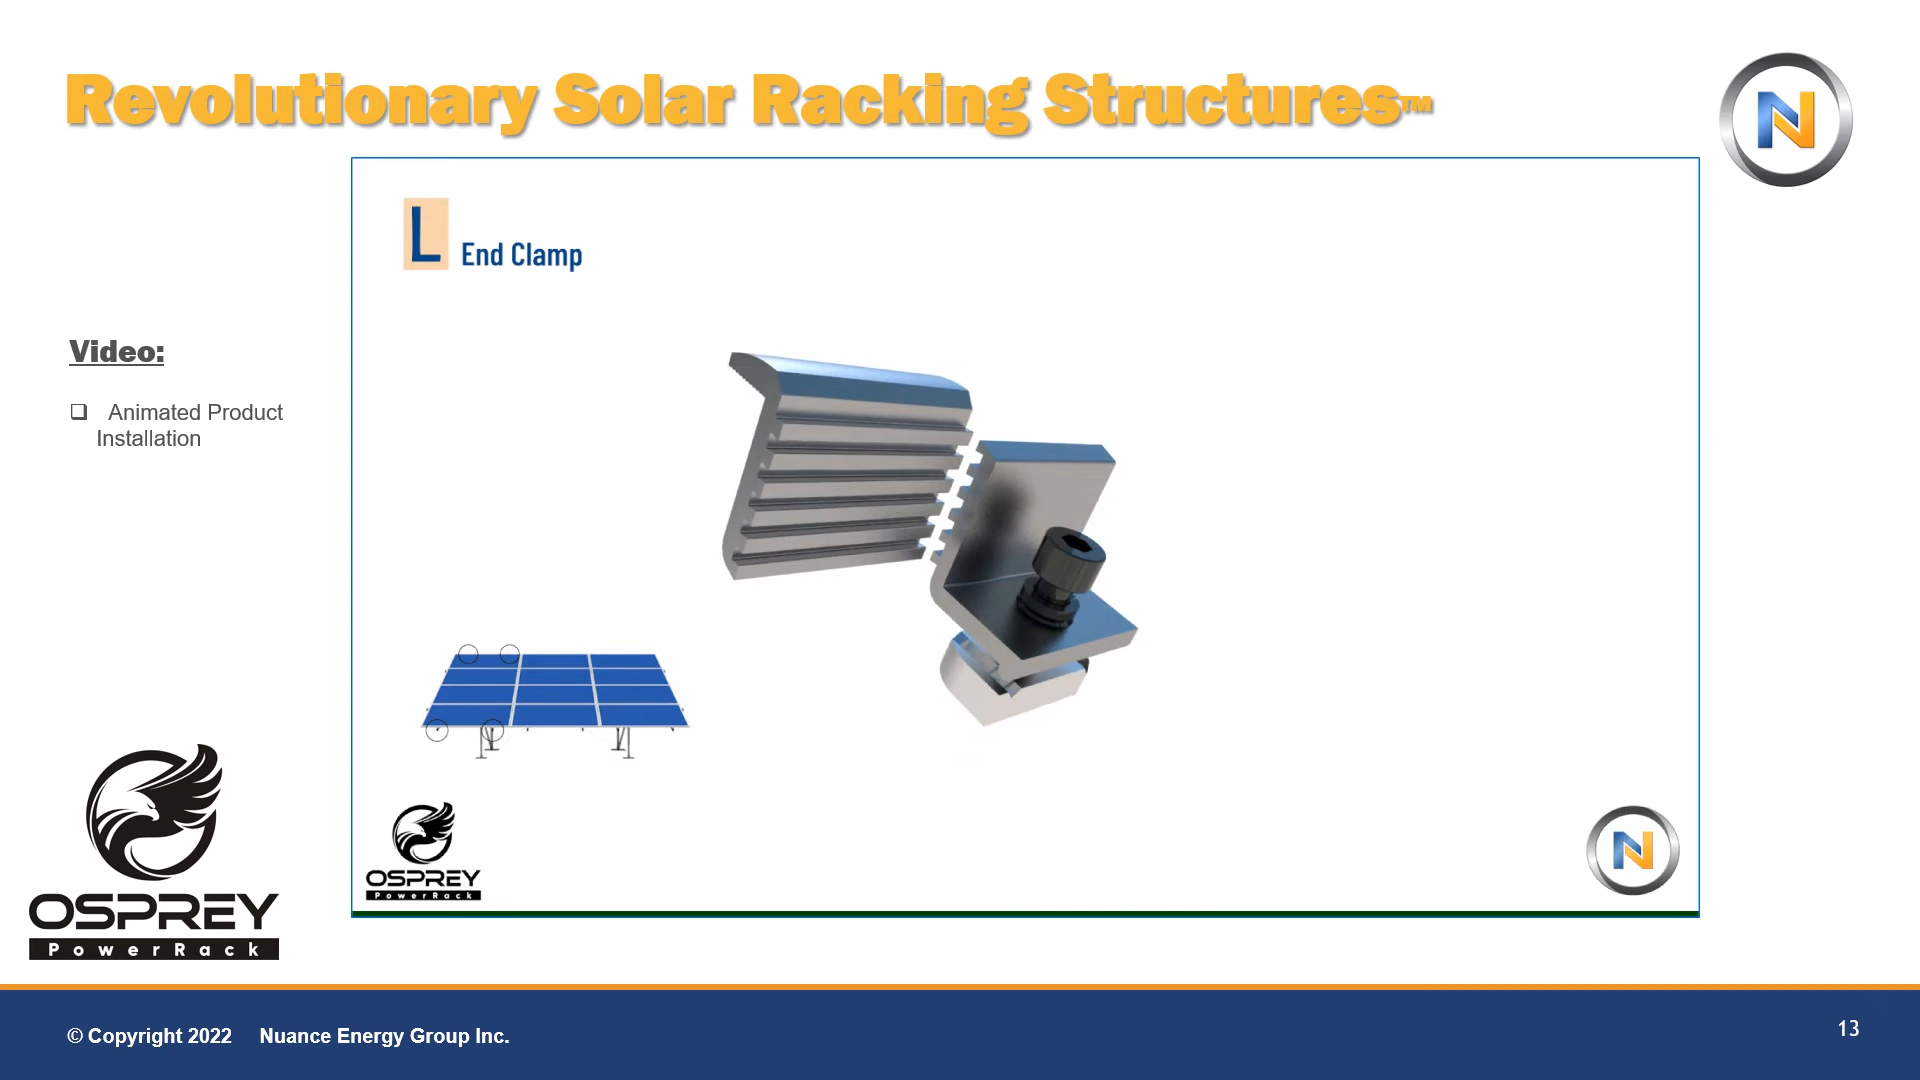 Revolutionary Solar Racking Structures™
N
L End Clamp
Video:
Animated Product
Installation
OSPREY
PowerRack
N
OSPREY
PowerRack
© Copyright 2022 Nuance Energy Group Inc.
13